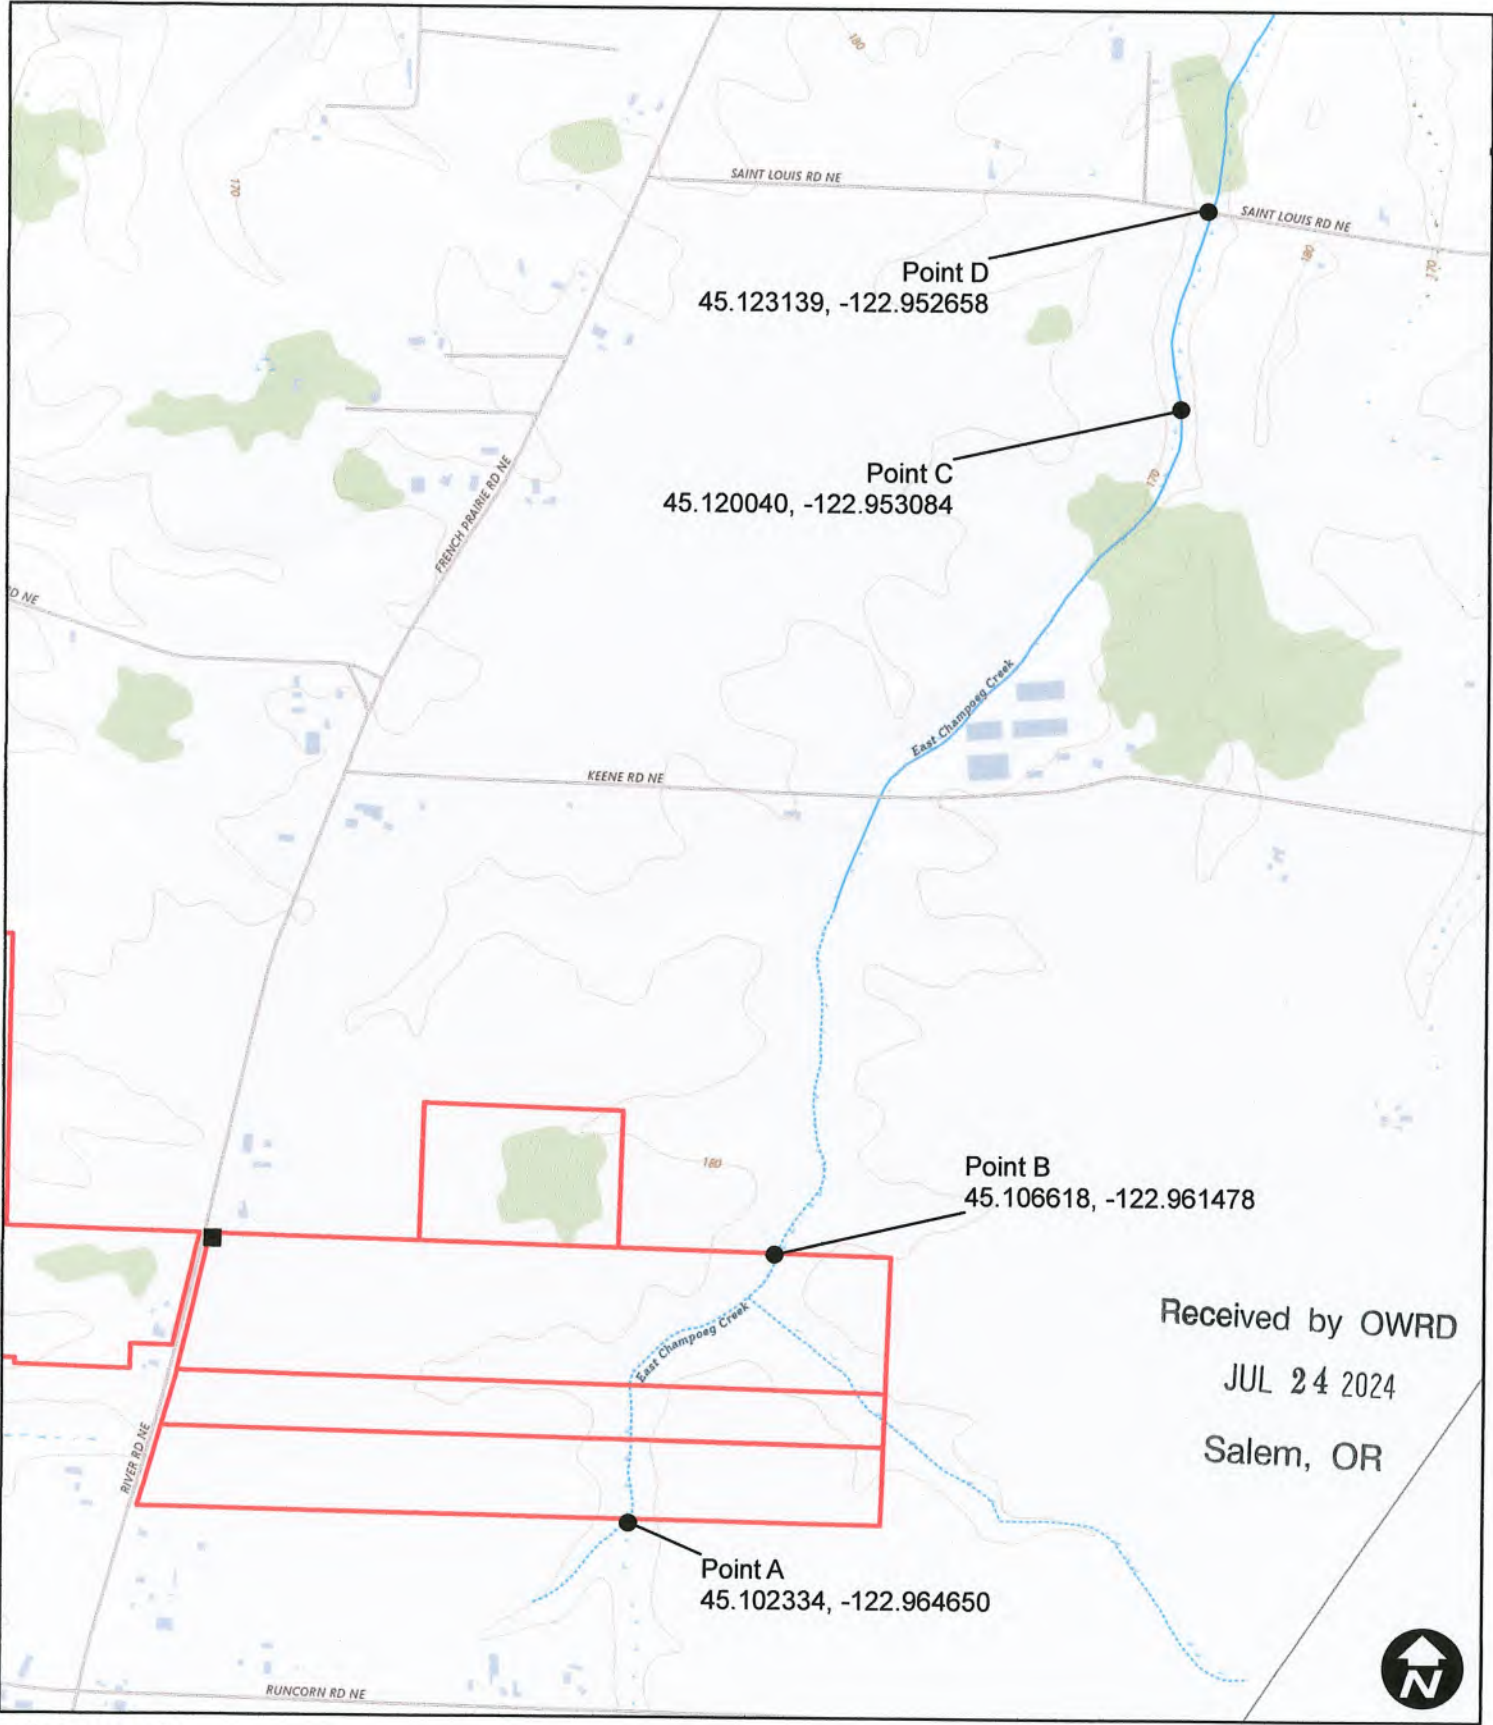 180
170
SAINT LOUIS RD NE
SAINT LOUIS RD NE
180
170
Point D
45.123139, -122.952658
Point C
45.120040, -122.953084
170
FRENCH PRAIRIE RD NE
RD NE
East Champoeg Creek
KEENE RD NE
180
Point B
45.106618, -122.961478
East Champoeg Creek
Received by OWRD
JUL 24 2024
Salem, OR
RIVER RD NE
Point A
45.102334, -122.964650
RUNCORN RD NE
N